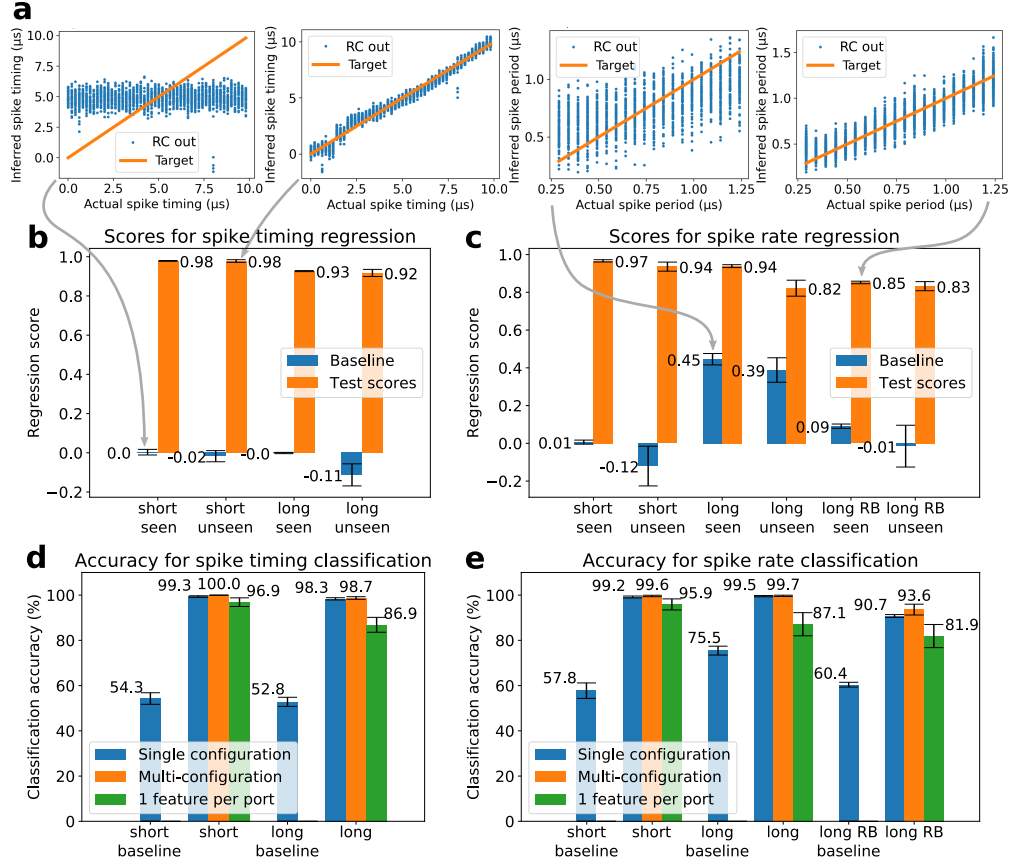 a
Inferred spike timing (μs)
10.0
7.5
5.0
2.5
0.0
RC out
Target
0.0
2.5
5.0
7.5
10.0
Actual spike timing (μs)
Inferred spike timing (μs)
10
5
0
RC out
Target
0.0
2.5
5.0
7.5
10.0
Actual spike timing (μs)
Inferred spike period (μs)
1.0
0.5
RC out
Target
0.25
0.50
0.75
1.00
1.25
Actual spike period (μs)
Inferred spike period (μs)
1.5
1.0
0.5
RC out
Target
0.25
0.50
0.75
1.00
1.25
Actual spike period (μs)
b
Scores for spike timing regression
Regression score
1.0
0.8
0.6
0.4
0.2
0.0
−0.2
0.98
0.98
0.93
0.92
Baseline
Test scores
0.0
-0.02
-0.0
-0.11
short
seen
short
unseen
long
seen
long
unseen
c
Scores for spike rate regression
Regression score
1.0
0.8
0.6
0.4
0.2
0.0
−0.2
0.97
0.94
0.94
0.82
0.85
0.83
Baseline
Test scores
0.01
-0.12
0.45
0.39
0.09
-0.01
short
seen
short
unseen
long
seen
long
unseen
long RB
seen
long RB
unseen
d
Accuracy for spike timing classification
Classification accuracy (%)
100
80
60
40
20
0
54.3
99.3
100.0
96.9
52.8
98.3
98.7
86.9
Single configuration
Multi-configuration
1 feature per port
short
baseline
short
long
baseline
long
e
Accuracy for spike rate classification
Classification accuracy (%)
100
80
60
40
20
0
57.8
99.2
99.6
95.9
75.5
99.5
99.7
87.1
60.4
90.7
93.6
81.9
Single configuration
Multi-configuration
1 feature per port
short
baseline
short
long
baseline
long
long RB
baseline
long RB